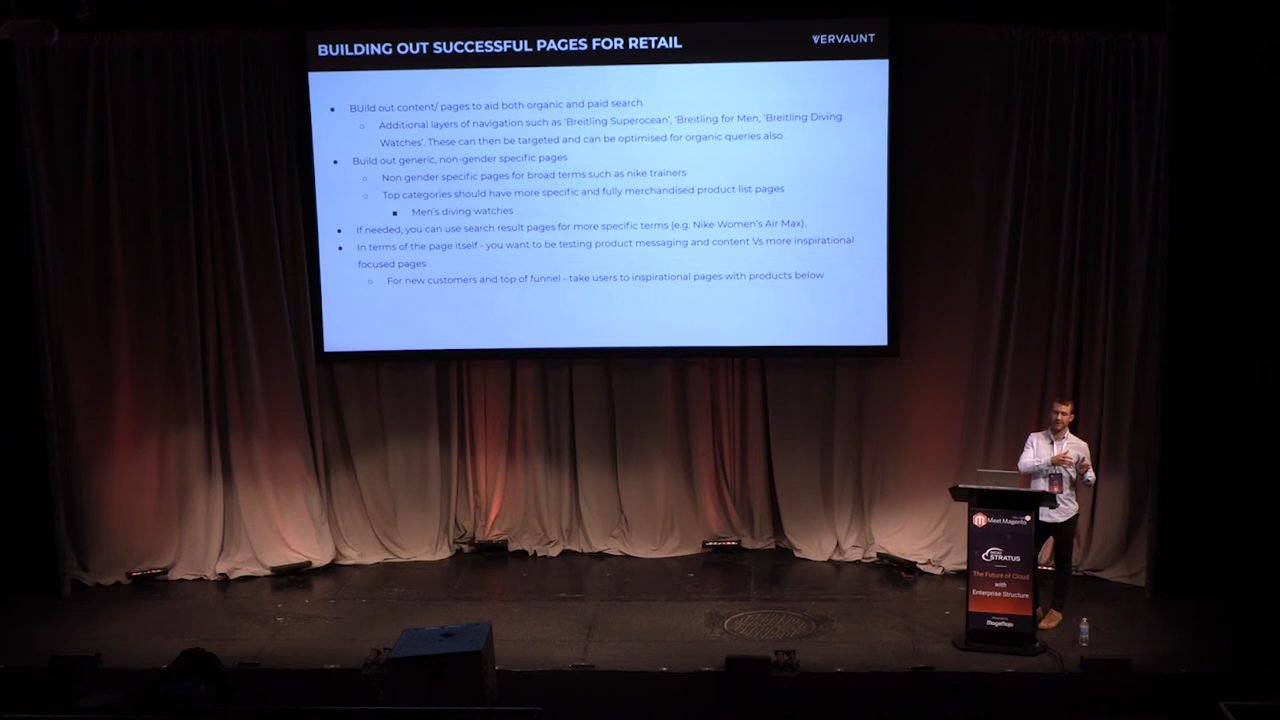 BUILDING OUT SUCCESSFUL PAGES FOR RETAIL
VERVAUNT
• BUild out content/ pages to aid both organic and paid search
○ Additional layers of navigation such as 'Breitling Superocean', 'Breitling for Men, 'Breitling Diving
Watches'. These can then be targeted and can be optimised for organic queries also
• Build out generic, non-gender specific pages
○ Non gender specific pages for broad terms such as nike trainers
○ Top categories should have more specific and fully merchandised product list pages
■ Men's diving watches
• If needed, you can use search result pages for more specific terms (e.g. Nike Women's Air Max).
• In terms of the page itself - you want to be testing product messaging and content Vs more inspirational
focused pages
○ For new customers and top of funnel - take users to inspirational pages with products below
Meet Magento
STRATUS
The Future of Cloud
with
Enterprise Structure
MageMojo